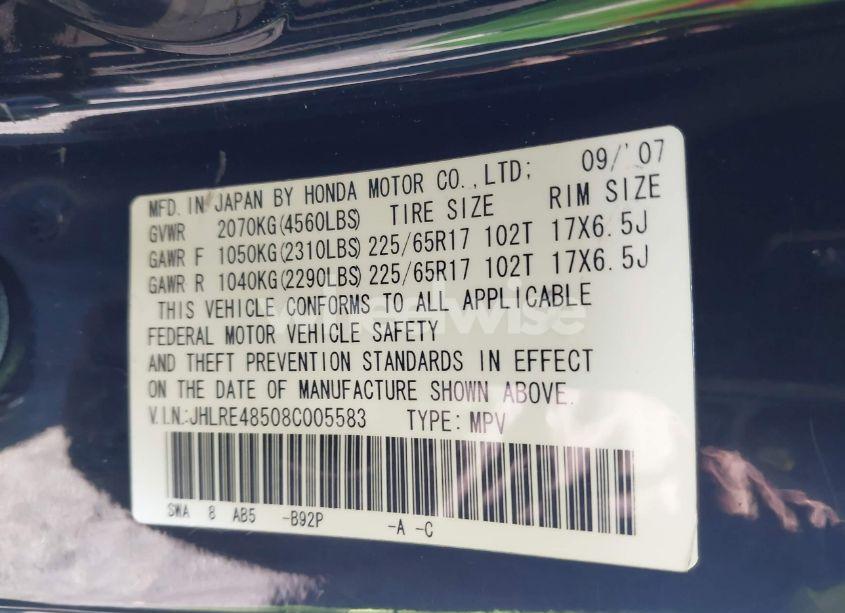 MFD. IN JAPAN BY HONDA MOTOR CO., LTD; 09/'07
GVWR 2070KG(4560LBS) TIRE SIZE RIM SIZE
GAWR F 1050KG(2310LBS) 225/65R17 102T 17X6.5J
GAWR R 1040KG(2290LBS) 225/65R17 102T 17X6.5J
THIS VEHICLE CONFORMS TO ALL APPLICABLE
FEDERAL MOTOR VEHICLE SAFETY
AND THEFT PREVENTION STANDARDS IN EFFECT
ON THE DATE OF MANUFACTURE SHOWN ABOVE.
V.I.N.:JHLRE48508C005583 TYPE: MPV
SWA 8 AB5 -B92P -A -C